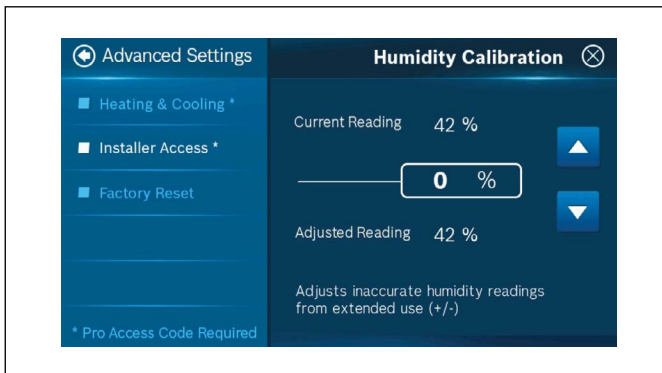 Advanced Settings
Heating & Cooling *
Installer Access *
Factory Reset
* Pro Access Code Required
Humidity Calibration
Current Reading 42 %
0 %
Adjusted Reading 42 %
Adjusts inaccurate humidity readings
from extended use (+/-)